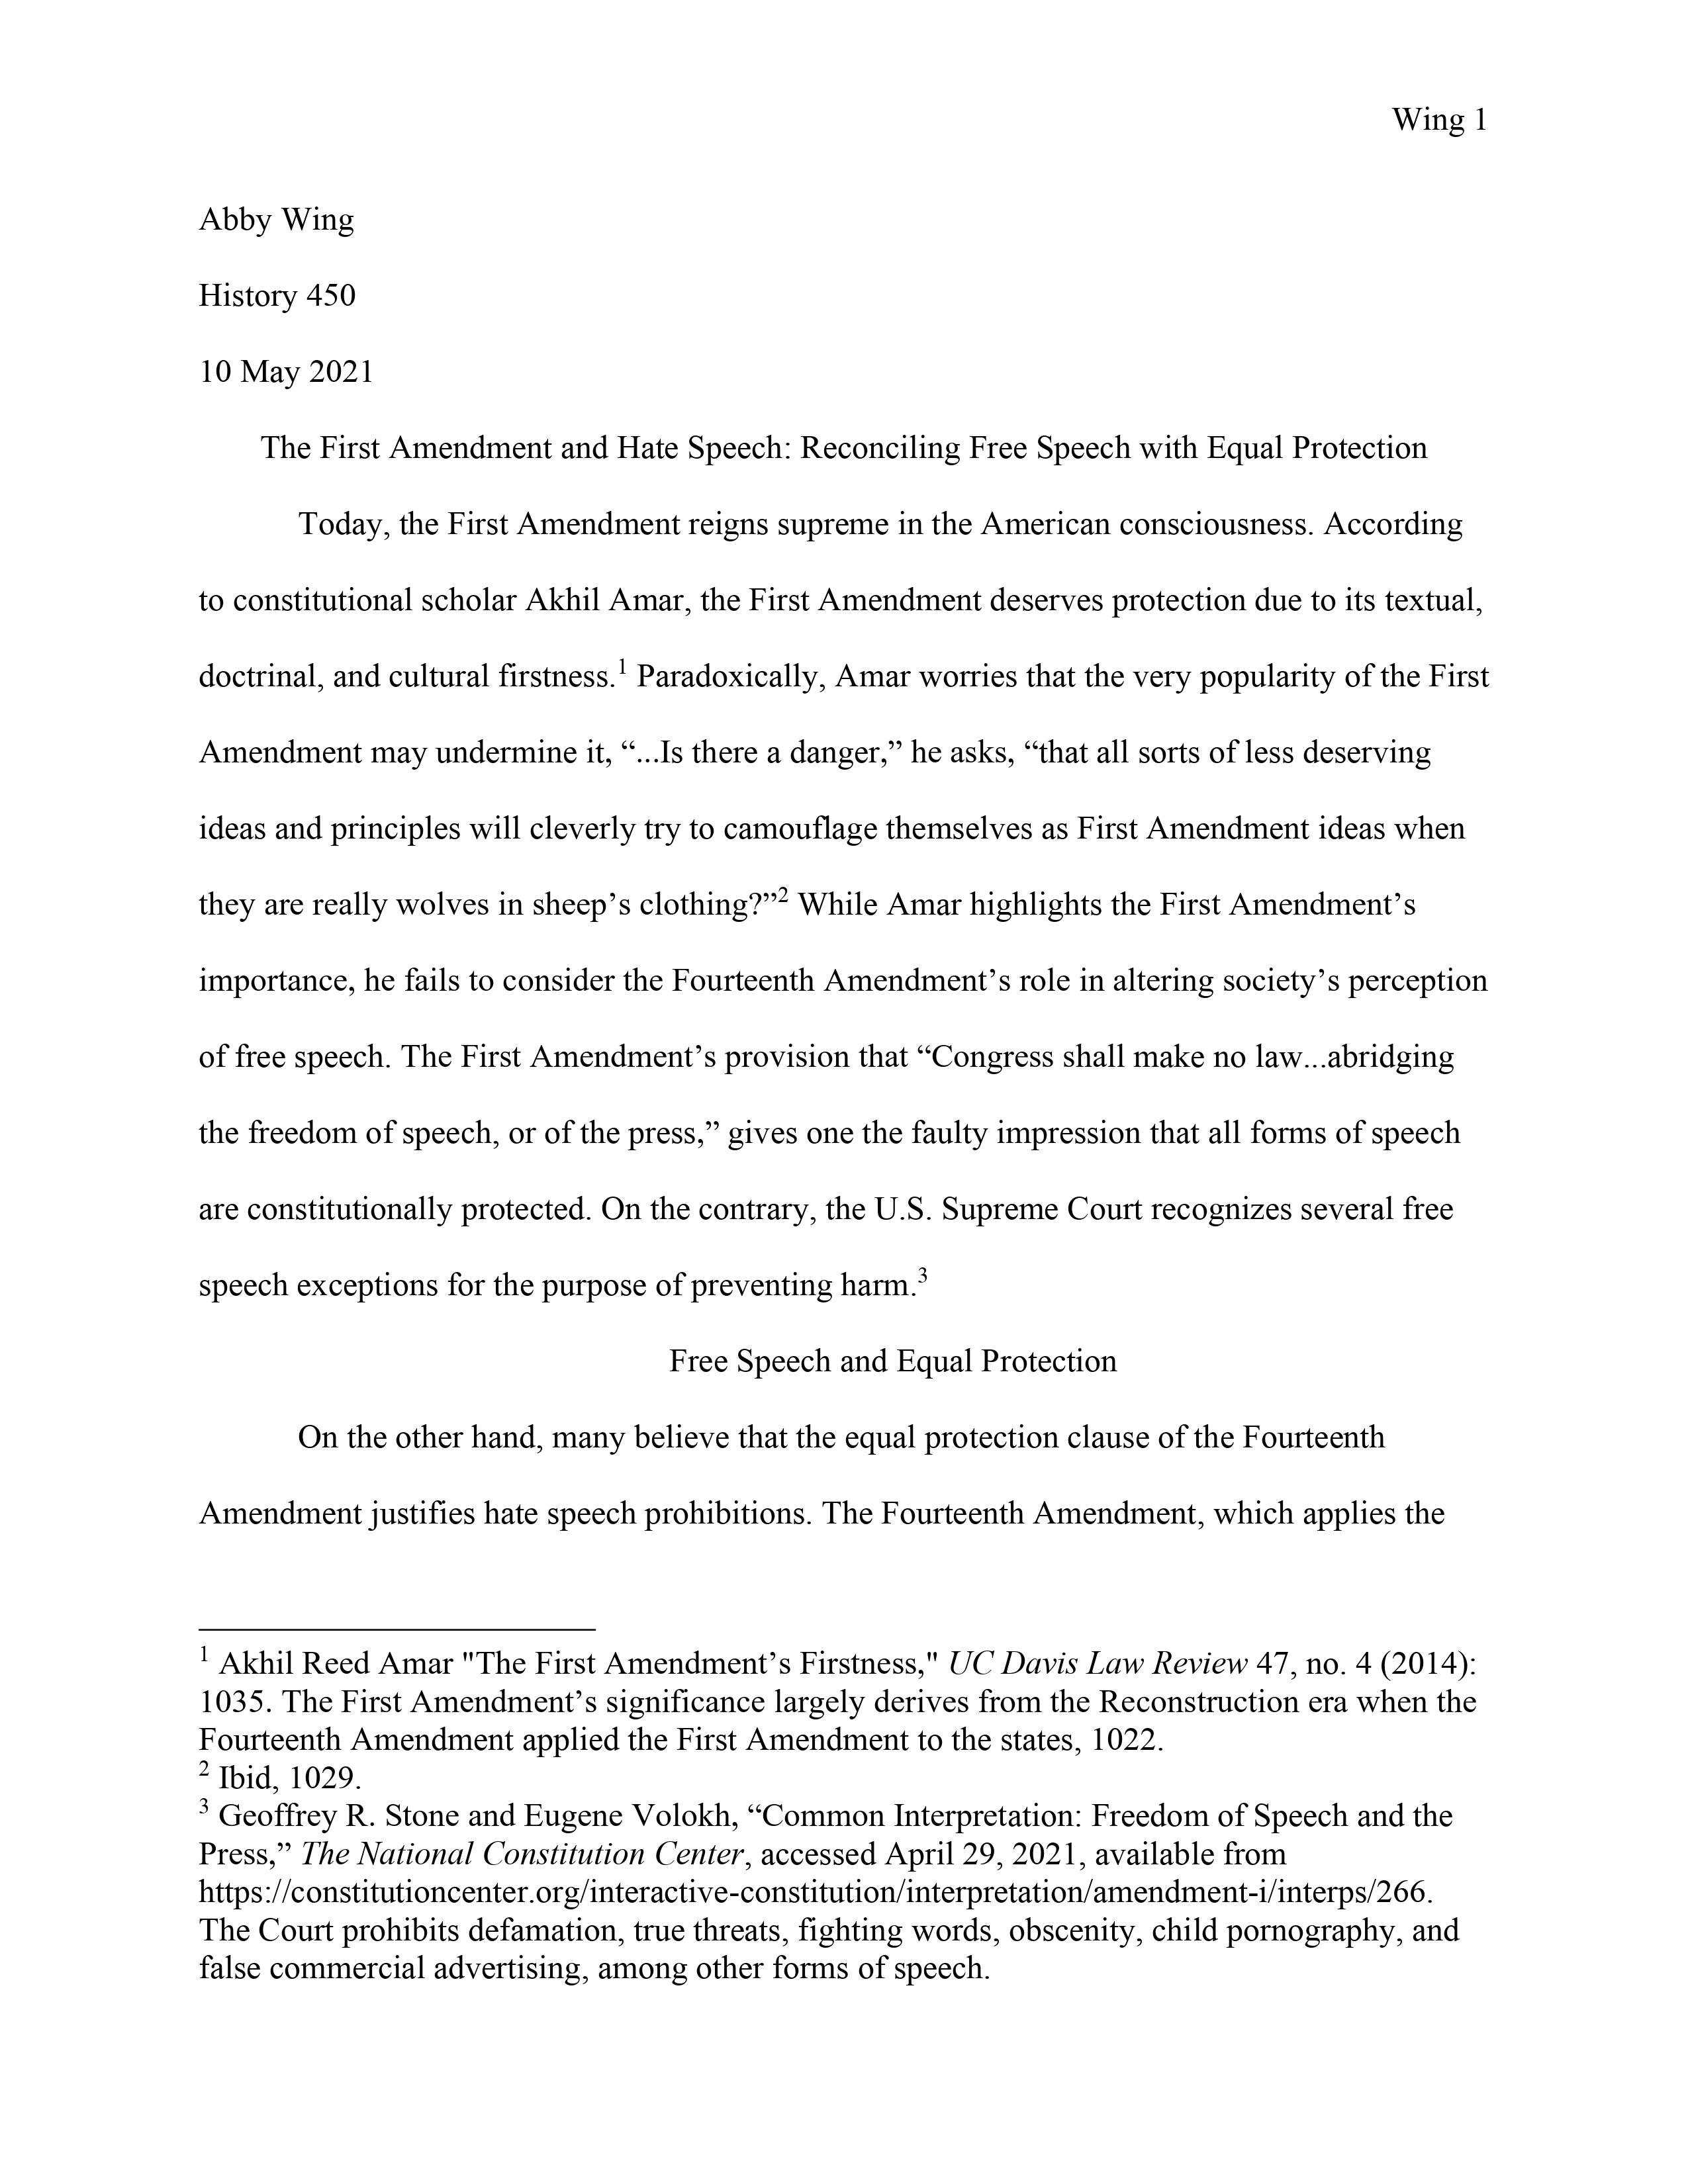 Wing 1
Abby Wing
History 450
10 May 2021
The First Amendment and Hate Speech: Reconciling Free Speech with Equal Protection
Today, the First Amendment reigns supreme in the American consciousness. According
to constitutional scholar Akhil Amar, the First Amendment deserves protection due to its textual,
doctrinal, and cultural firstness.¹ Paradoxically, Amar worries that the very popularity of the First
Amendment may undermine it, “...Is there a danger,” he asks, “that all sorts of less deserving
ideas and principles will cleverly try to camouflage themselves as First Amendment ideas when
they are really wolves in sheep’s clothing?”² While Amar highlights the First Amendment’s
importance, he fails to consider the Fourteenth Amendment’s role in altering society’s perception
of free speech. The First Amendment’s provision that “Congress shall make no law...abridging
the freedom of speech, or of the press,” gives one the faulty impression that all forms of speech
are constitutionally protected. On the contrary, the U.S. Supreme Court recognizes several free
speech exceptions for the purpose of preventing harm.³
Free Speech and Equal Protection
On the other hand, many believe that the equal protection clause of the Fourteenth
Amendment justifies hate speech prohibitions. The Fourteenth Amendment, which applies the
¹ Akhil Reed Amar "The First Amendment’s Firstness," UC Davis Law Review 47, no. 4 (2014):
1035. The First Amendment’s significance largely derives from the Reconstruction era when the
Fourteenth Amendment applied the First Amendment to the states, 1022.
² Ibid, 1029.
³ Geoffrey R. Stone and Eugene Volokh, “Common Interpretation: Freedom of Speech and the
Press,” The National Constitution Center, accessed April 29, 2021, available from
https://constitutioncenter.org/interactive-constitution/interpretation/amendment-i/interps/266.
The Court prohibits defamation, true threats, fighting words, obscenity, child pornography, and
false commercial advertising, among other forms of speech.